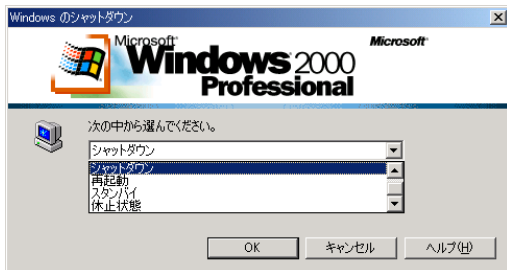 Windows のシャットダウン
Microsoft
Windows 2000
Professional
Microsoft
次の中から選んでください。
シャットダウン
シャットダウン
再起動
スタンバイ
休止状態
OK
キャンセル
ヘルプ(H)